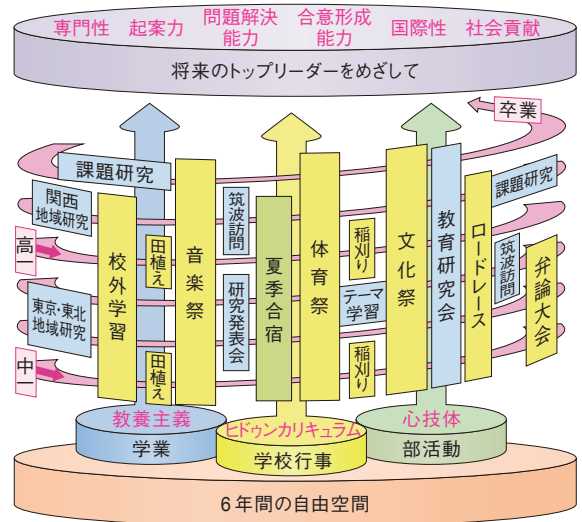 専門性
起案力
問題解決
能力
合意形成
能力
国際性
社会貢献
将来のトップリーダーをめざして
卒業
課題研究
関西
地域研究
高一
東京・東北
地域研究
中一
校外学習
田植え
田植え
音楽祭
筑波訪問
研究発表会
夏季合宿
体育祭
稲刈り
テーマ
学習
稲刈り
文化祭
教育研究会
ロードレース
課題研究
筑波訪問
弁論大会
教養主義
学業
ヒドゥンカリキュラム
学校行事
心技体
部活動
6年間の自由空間